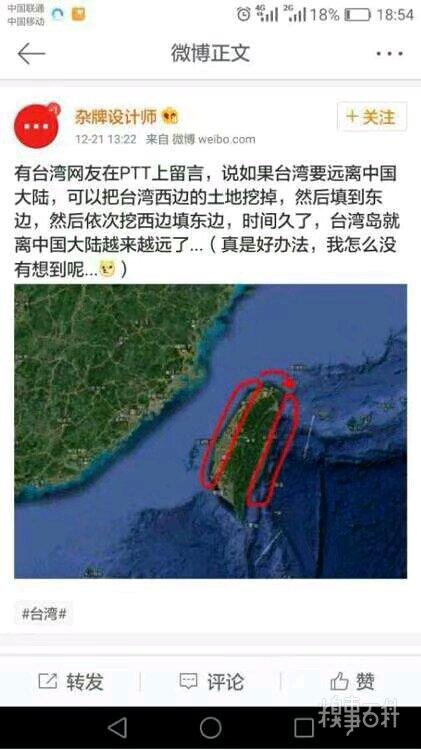 中国联通
中国移动
4G 2G 18% 18:54
微博正文
+1
杂牌设计师
+关注
12-21 13:22 来自 微博 weibo.com
有台湾网友在PTT上留言，说如果台湾要远离中国
大陆，可以把台湾西边的土地挖掉，然后填到东
边，然后依次挖西边填东边，时间久了，台湾岛就
离中国大陆越来越远了...（真是好办法，我怎么没
有想到呢...）
#台湾#
转发
评论
赞
糗事百科